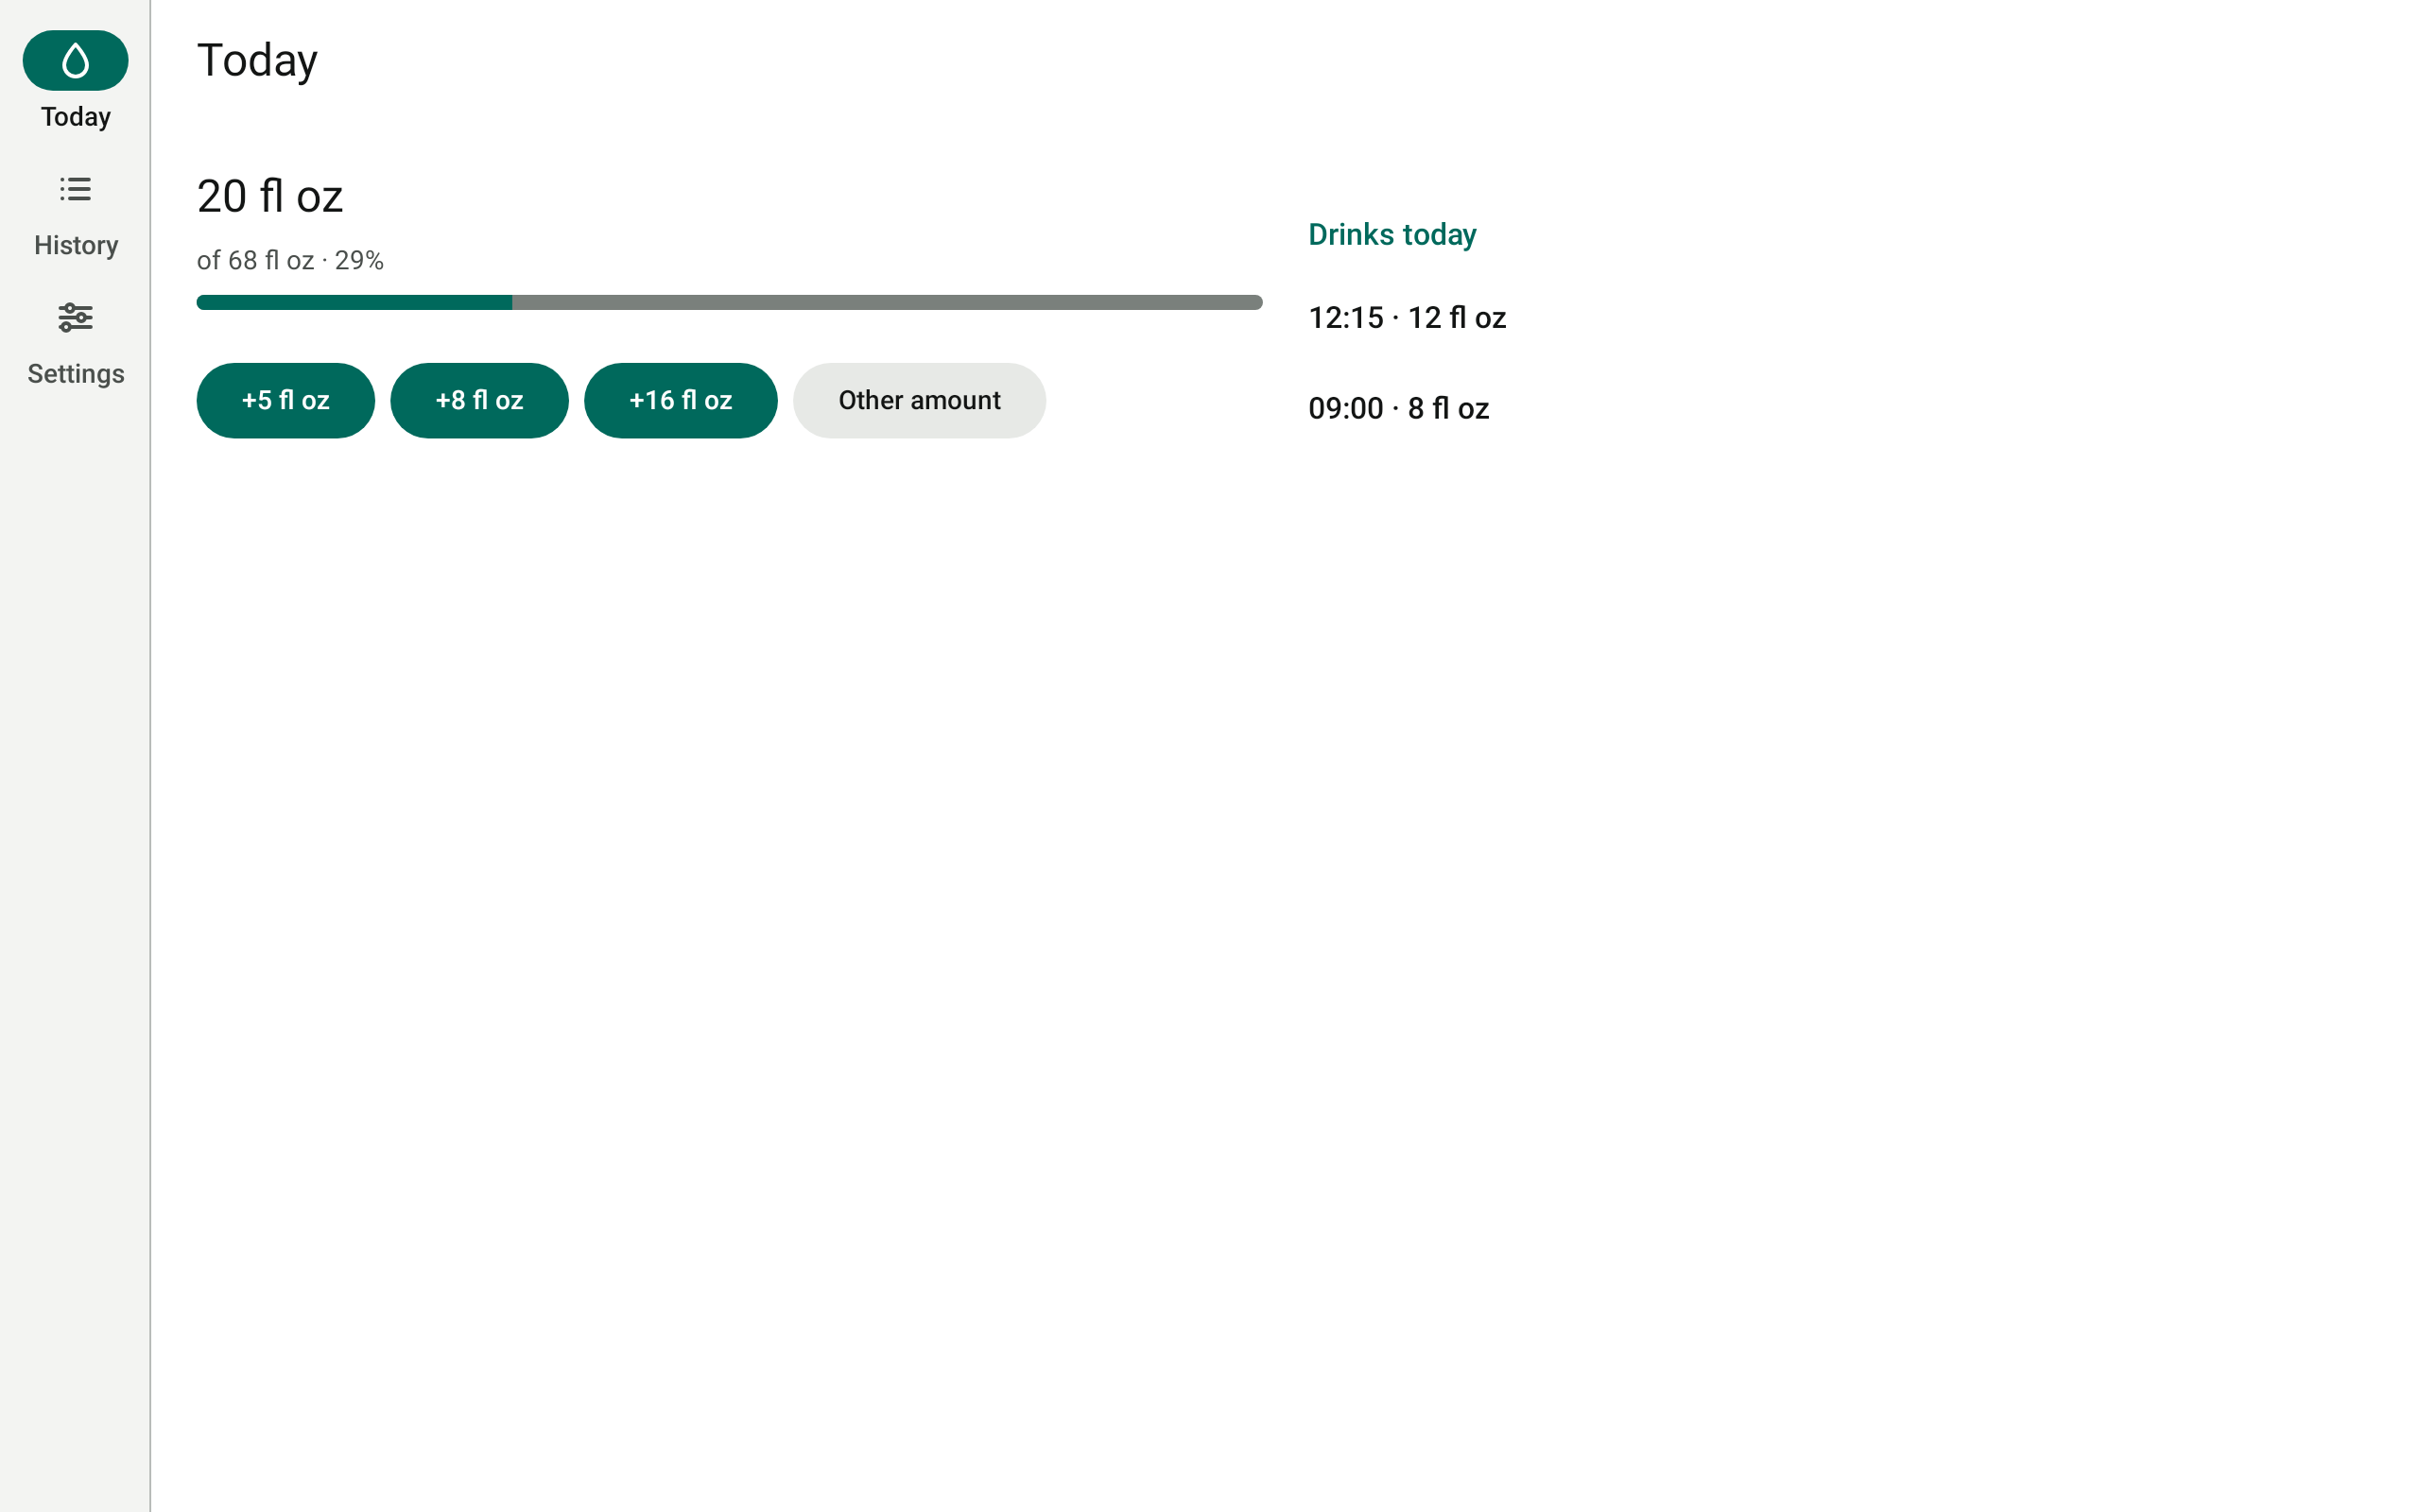 Today
History
Settings
Today
20 fl oz
of 68 fl oz · 29%
+5 fl oz
+8 fl oz
+16 fl oz
Other amount
Drinks today
12:15 · 12 fl oz
09:00 · 8 fl oz